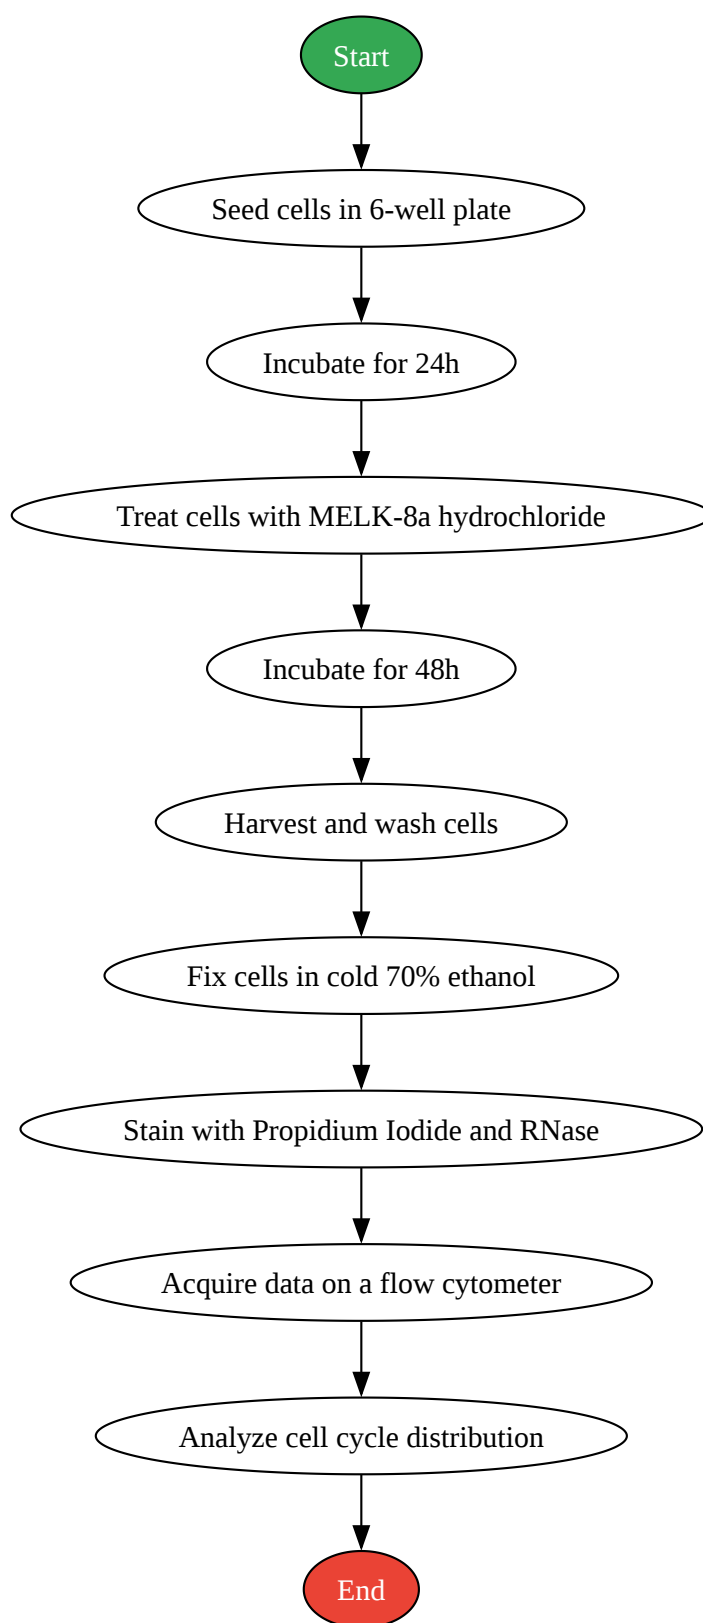 Start
Seed cells in 6-well plate
Incubate for 24h
Treat cells with MELK-8a hydrochloride
Incubate for 48h
Harvest and wash cells
Fix cells in cold 70% ethanol
Stain with Propidium Iodide and RNase
Acquire data on a flow cytometer
Analyze cell cycle distribution
End